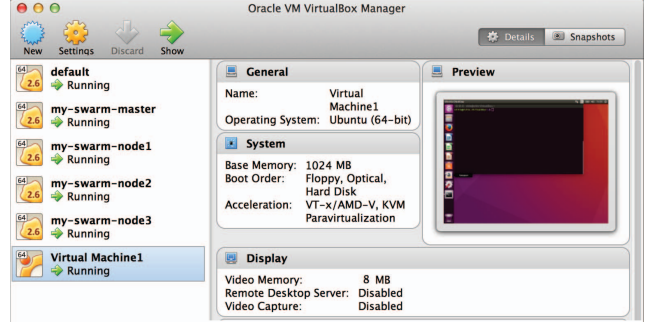 Oracle VM VirtualBox Manager
New Settings Discard Show
Details Snapshots
64
2.6
default
Running
64
2.6
my-swarm-master
Running
64
2.6
my-swarm-node1
Running
64
2.6
my-swarm-node2
Running
64
2.6
my-swarm-node3
Running
64
Virtual Machine1
Running
General
Name: Virtual
Machine1
Operating System: Ubuntu (64-bit)
System
Base Memory: 1024 MB
Boot Order: Floppy, Optical,
Hard Disk
Acceleration: VT-x/AMD-V, KVM
Paravirtualization
Preview
Display
Video Memory: 8 MB
Remote Desktop Server: Disabled
Video Capture: Disabled